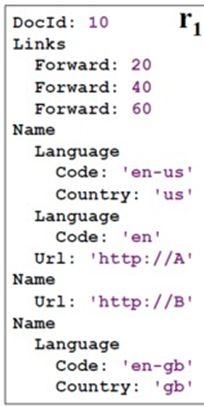 r1
DocId: 10
Links
Forward: 20
Forward: 40
Forward: 60
Name
Language
Code: 'en-us'
Country: 'us'
Language
Code: 'en'
Url: 'http://A'
Name
Url: 'http://B'
Name
Language
Code: 'en-gb'
Country: 'gb'